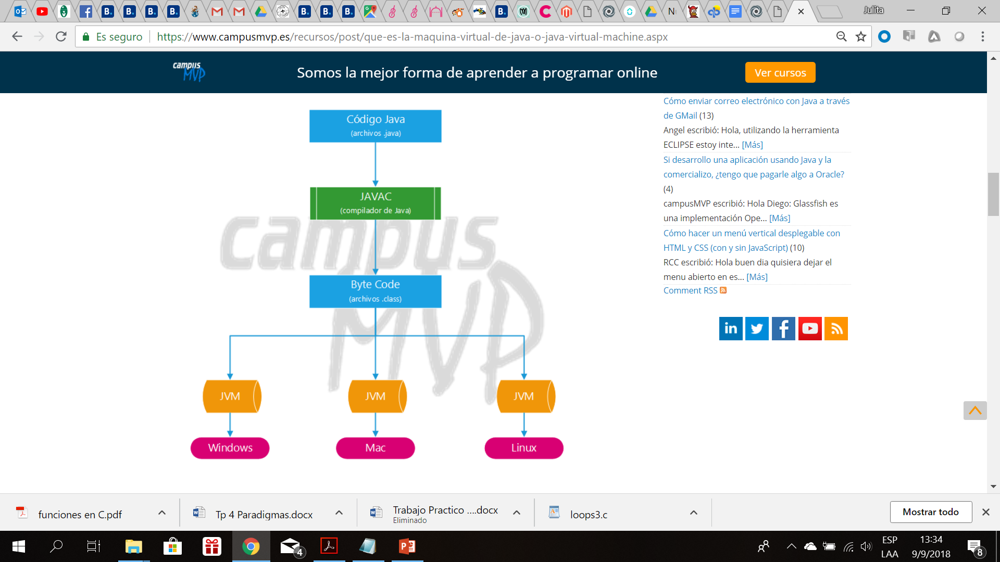 Julita
Es seguro
https://www.campusmvp.es/recursos/post/que-es-la-maquina-virtual-de-java-o-java-virtual-machine.aspx
campus MVP
Somos la mejor forma de aprender a programar online
Ver cursos
Código Java
(archivos .java)
JAVAC
(compilador de Java)
campus
MVP
Byte Code
(archivos .class)
JVM
JVM
JVM
Windows
Mac
Linux
Cómo enviar correo electrónico con Java a través
de GMail (13)
Angel escribió: Hola, utilizando la herramienta
ECLIPSE estoy inte... [Más]
Si desarrollo una aplicación usando Java y la
comercializo, ¿tengo que pagarle algo a Oracle?
(4)
campusMVP escribió: Hola Diego: Glassfish es
una implementación Ope... [Más]
Cómo hacer un menú vertical desplegable con
HTML y CSS (con y sin JavaScript) (10)
RCC escribió: Hola buen dia quisiera dejar el
menu abierto en es... [Más]
Comment RSS
in
funciones en C.pdf
Tp 4 Paradigmas.docx
Trabajo Practico ....docx
Eliminado
loops3.c
Mostrar todo
4
ESP
LAA
13:34
9/9/2018
8